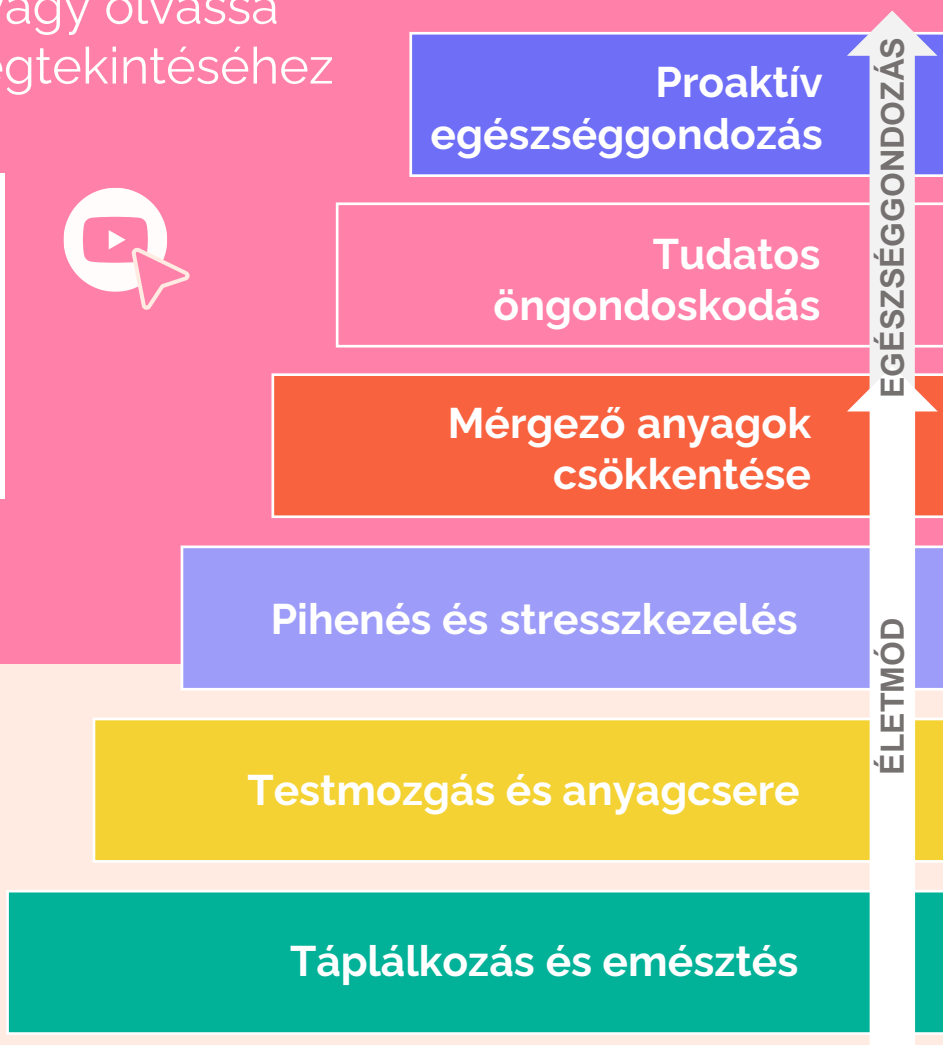 vagy olvassa
egtekintéséhez
Proaktív
egészséggondozás
Tudatos
öngondoskodás
Mérgező anyagok
csökkentése
Pihenés és stresszkezelés
Testmozgás és anyagcsere
Táplálkozás és emésztés
EGÉSZSÉGGONDOZÁS
ÉLETMÓD